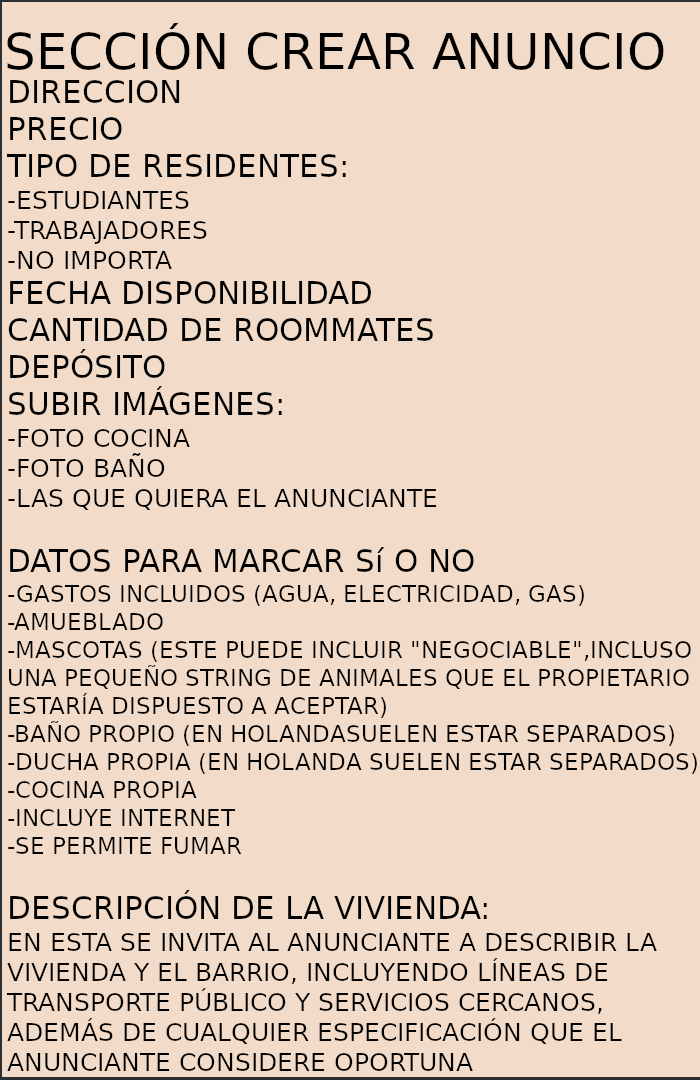 SECCIÓN CREAR ANUNCIO
DIRECCION
PRECIO
TIPO DE RESIDENTES:
-ESTUDIANTES
-TRABAJADORES
-NO IMPORTA
FECHA DISPONIBILIDAD
CANTIDAD DE ROOMMATES
DEPÓSITO
SUBIR IMÁGENES:
-FOTO COCINA
-FOTO BAÑO
-LAS QUE QUIERA EL ANUNCIANTE
DATOS PARA MARCAR Sí O NO
-GASTOS INCLUIDOS (AGUA, ELECTRICIDAD, GAS)
-AMUEBLADO
-MASCOTAS (ESTE PUEDE INCLUIR "NEGOCIABLE",INCLUSO
UNA PEQUEÑO STRING DE ANIMALES QUE EL PROPIETARIO
ESTARÍA DISPUESTO A ACEPTAR)
-BAÑO PROPIO (EN HOLANDASUELEN ESTAR SEPARADOS)
-DUCHA PROPIA (EN HOLANDA SUELEN ESTAR SEPARADOS)
-COCINA PROPIA
-INCLUYE INTERNET
-SE PERMITE FUMAR
DESCRIPCIÓN DE LA VIVIENDA:
EN ESTA SE INVITA AL ANUNCIANTE A DESCRIBIR LA
VIVIENDA Y EL BARRIO, INCLUYENDO LÍNEAS DE
TRANSPORTE PÚBLICO Y SERVICIOS CERCANOS,
ADEMÁS DE CUALQUIER ESPECIFICACIÓN QUE EL
ANUNCIANTE CONSIDERE OPORTUNA